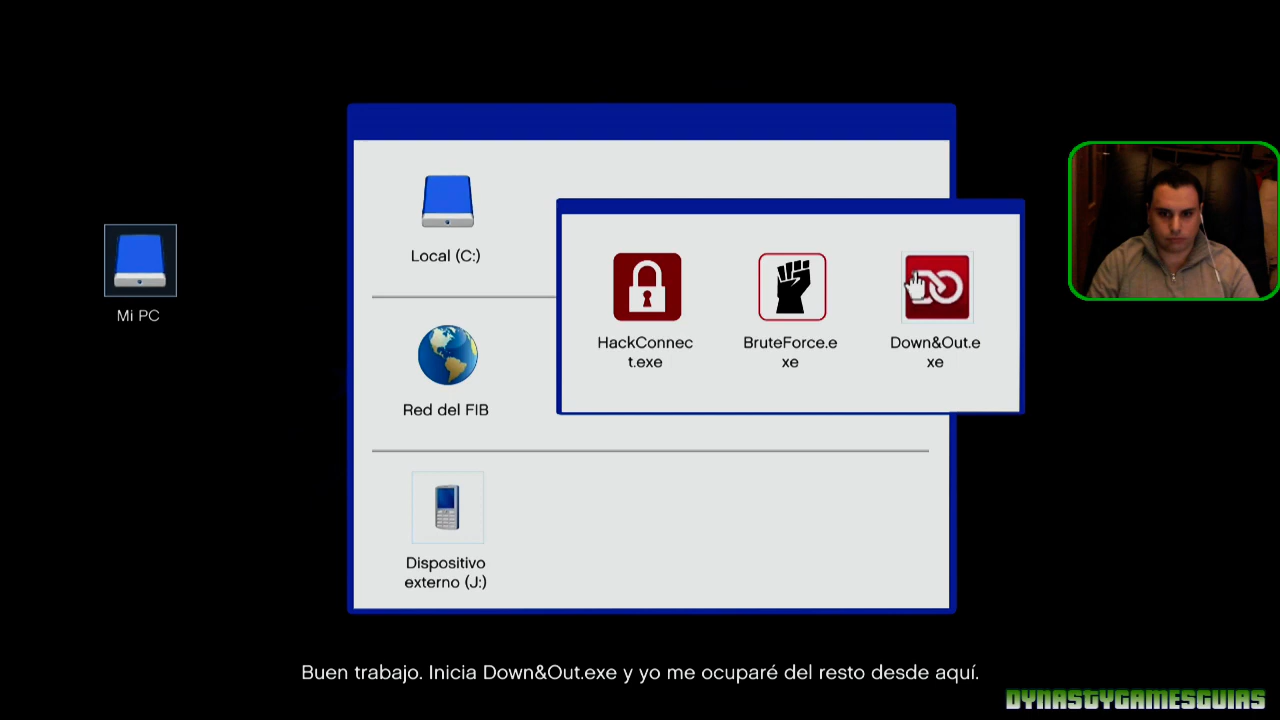 Mi PC
Local (C:)
HackConnec
t.exe
BruteForce.e
xe
Down&Out.e
xe
Red del FIB
Dispositivo
externo (J:)
Buen trabajo. Inicia Down&Out.exe y yo me ocuparé del resto desde aquí.
DYNASTYGAMESGUIAS